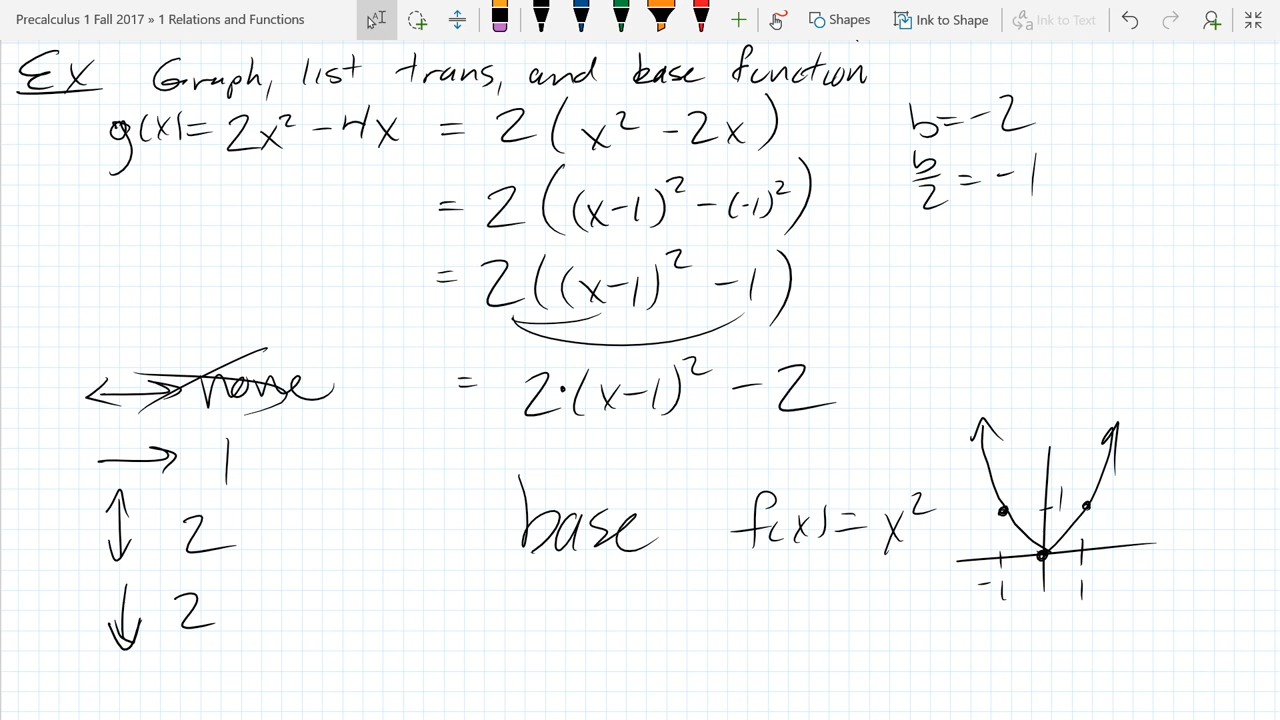 Precalculus 1 Fall 2017 » 1 Relations and Functions
Shapes
Ink to Shape
Ink to Text
Ex Graph, list trans, and base function
g(x) = 2x² - 4x = 2(x² - 2x)
b = -2
= 2((x-1)² - (-1)²)
b/2 = -1
= 2((x-1)² - 1)
↔ none
= 2·(x-1)² - 2
→ 1
↕ 2
base f(x) = x²
1
-1 1
↓ 2